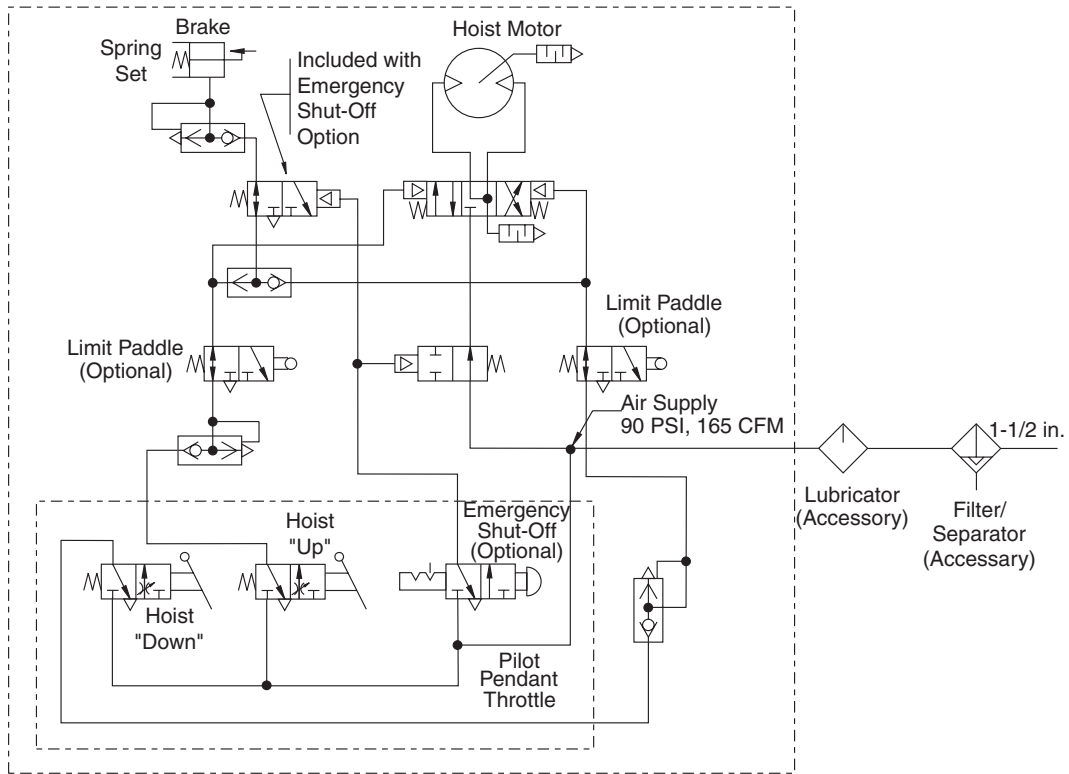 Brake
Spring
Set
Included with
Emergency
Shut-Off
Option
Hoist Motor
Limit Paddle
(Optional)
Limit Paddle
(Optional)
Air Supply
90 PSI, 165 CFM
1-1/2 in.
Lubricator
(Accessory)
Filter/
Separator
(Accessary)
Emergency
Shut-Off
(Optional)
Hoist
"Up"
Hoist
"Down"
Pilot
Pendant
Throttle